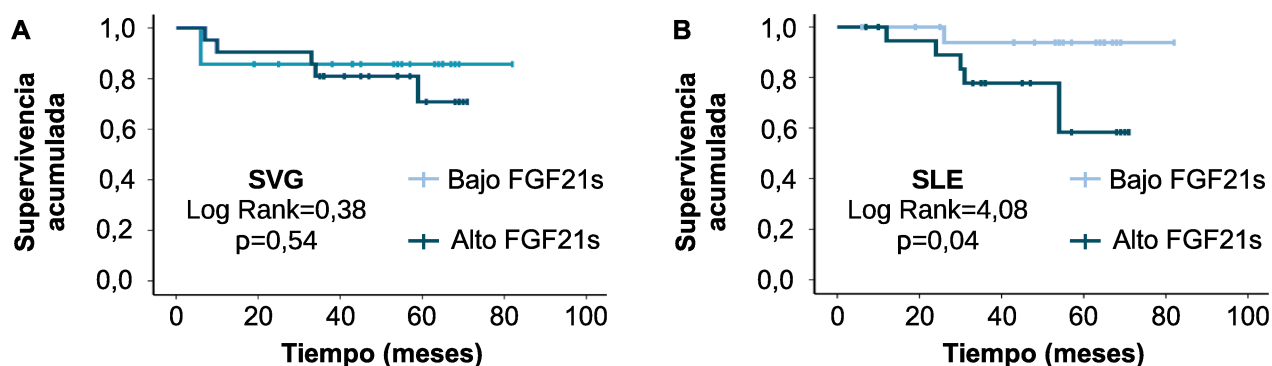 A
Supervivencia
acumulada
1,0
0,8
0,6
0,4
0,2
0,0
SVG
Log Rank=0,38
p=0,54
Bajo FGF21s
Alto FGF21s
0 20 40 60 80 100
Tiempo (meses)
B
Supervivencia
acumulada
1,0
0,8
0,6
0,4
0,2
0,0
SLE
Log Rank=4,08
p=0,04
Bajo FGF21s
Alto FGF21s
0 20 40 60 80 100
Tiempo (meses)